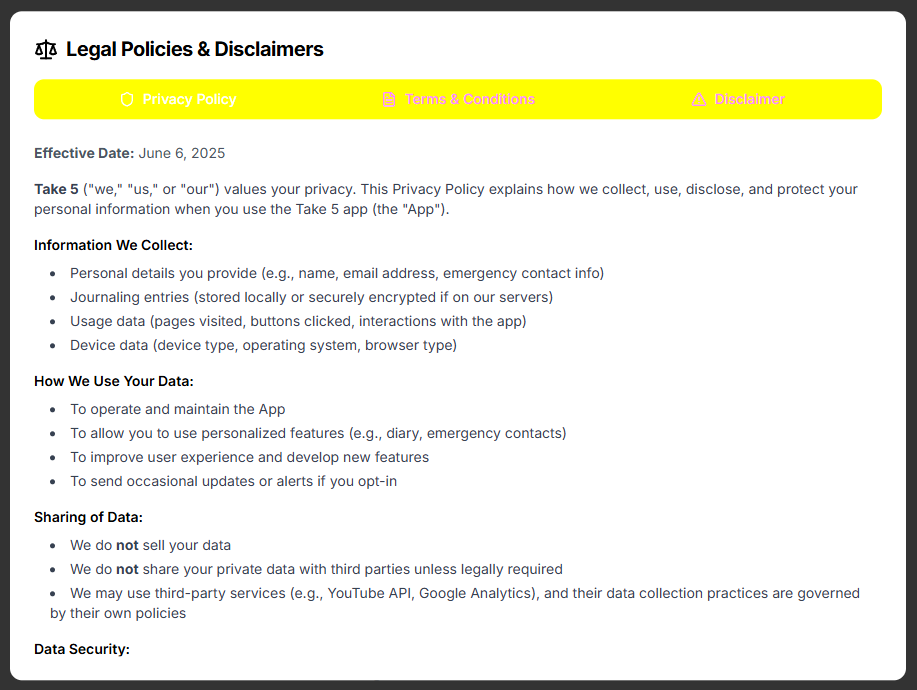 Legal Policies & Disclaimers
Privacy Policy Terms & Conditions Disclaimer
Effective Date: June 6, 2025
Take 5 ("we," "us," or "our") values your privacy. This Privacy Policy explains how we collect, use, disclose, and protect your
personal information when you use the Take 5 app (the "App").
Information We Collect:
• Personal details you provide (e.g., name, email address, emergency contact info)
• Journaling entries (stored locally or securely encrypted if on our servers)
• Usage data (pages visited, buttons clicked, interactions with the app)
• Device data (device type, operating system, browser type)
How We Use Your Data:
• To operate and maintain the App
• To allow you to use personalized features (e.g., diary, emergency contacts)
• To improve user experience and develop new features
• To send occasional updates or alerts if you opt-in
Sharing of Data:
• We do not sell your data
• We do not share your private data with third parties unless legally required
• We may use third-party services (e.g., YouTube API, Google Analytics), and their data collection practices are governed
by their own policies
Data Security: